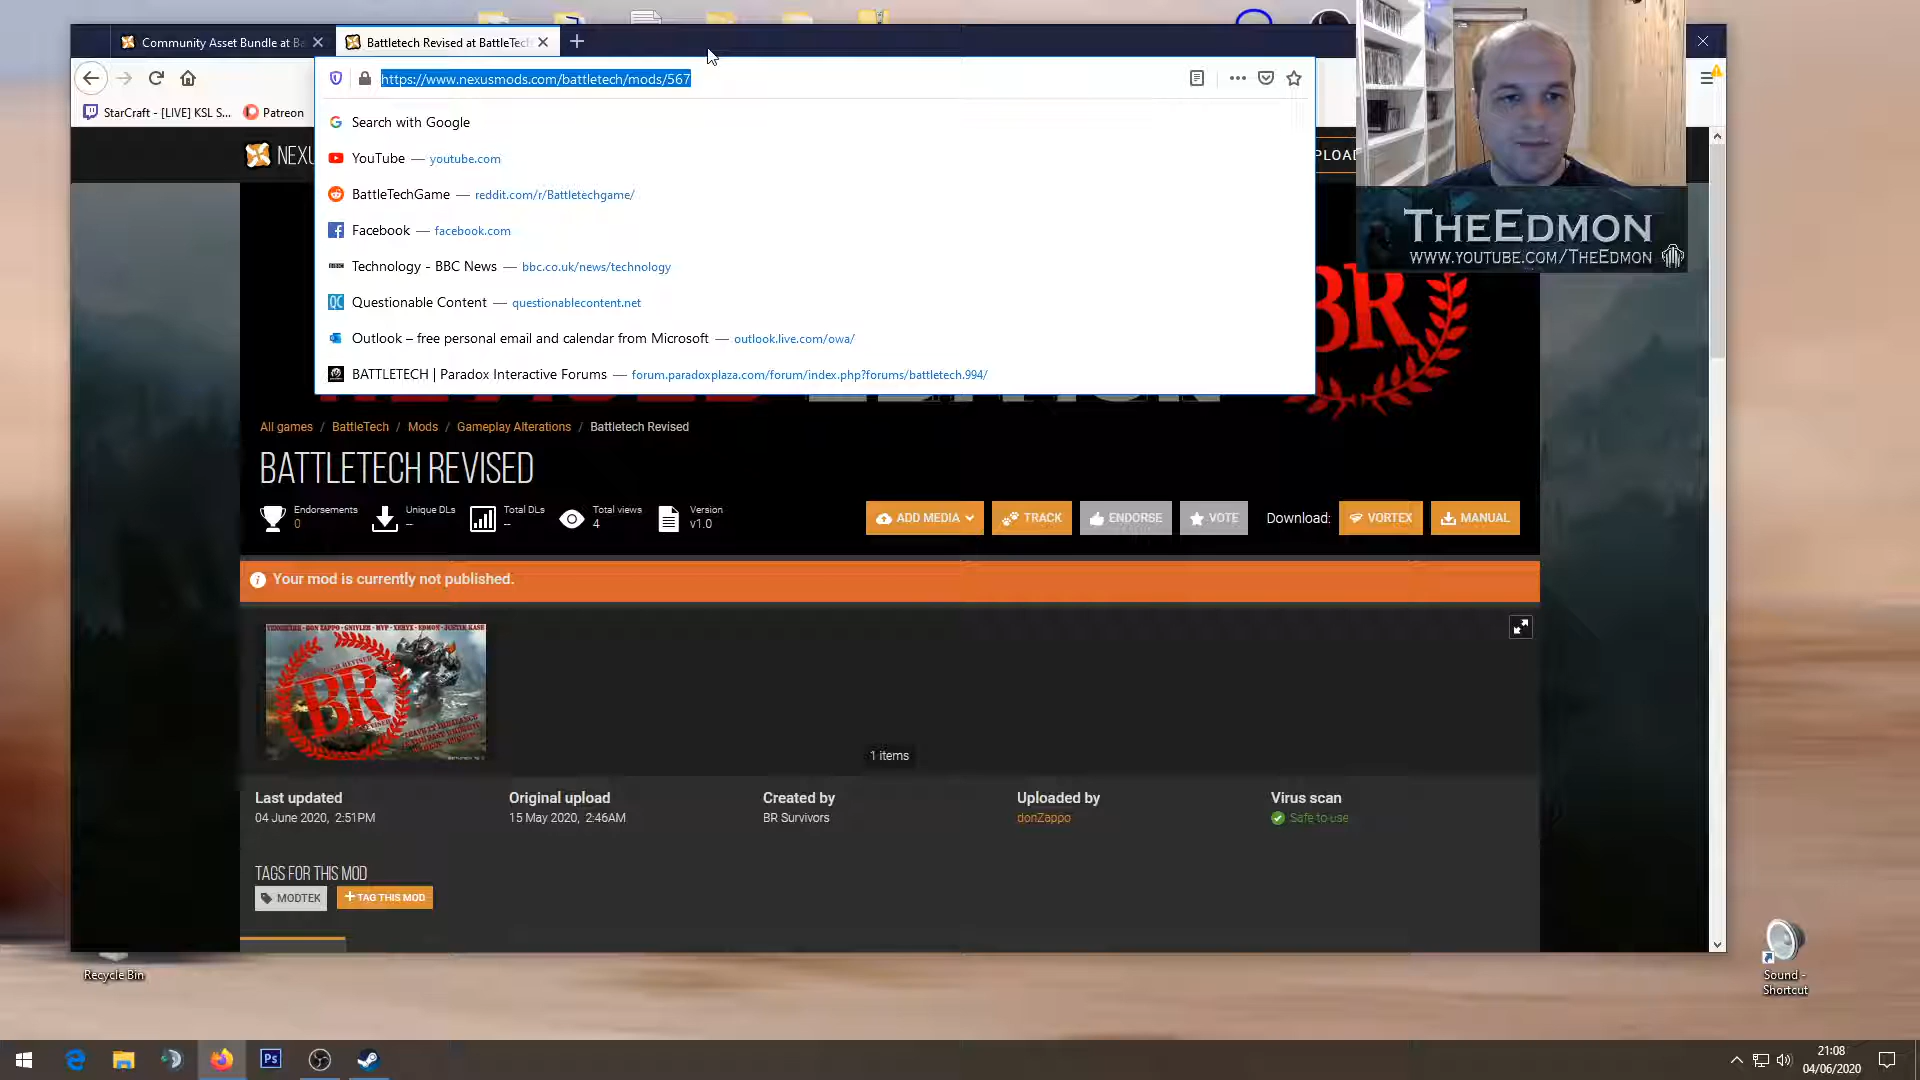 Community Asset Bundle at Ba
Battletech Revised at BattleTech
https://www.nexusmods.com/battletech/mods/567
StarCraft - [LIVE] KSL S...
Patreon
Search with Google
YouTube — youtube.com
BattleTechGame — reddit.com/r/Battletechgame/
Facebook — facebook.com
Technology - BBC News — bbc.co.uk/news/technology
Questionable Content — questionablecontent.net
Outlook – free personal email and calendar from Microsoft — outlook.live.com/owa/
BATTLETECH | Paradox Interactive Forums — forum.paradoxplaza.com/forum/index.php?forums/battletech.994/
THEEDMON
WWW.YOUTUBE.COM/THEEDMON
BR
All games / BattleTech / Mods / Gameplay Alterations / Battletech Revised
BATTLETECH REVISED
Endorsements
0
Unique DLs
--
Total DLs
--
Total views
4
Version
v1.0
ADD MEDIA
TRACK
ENDORSE
VOTE
Download:
VORTEX
MANUAL
Your mod is currently not published.
BR
1 items
Last updated
04 June 2020, 2:51PM
Original upload
15 May 2020, 2:46AM
Created by
BR Survivors
Uploaded by
donZappo
Virus scan
Safe to use
TAGS FOR THIS MOD
MODTEK
+ TAG THIS MOD
Recycle Bin
Sound -
Shortcut
Ps
21:08
04/06/2020